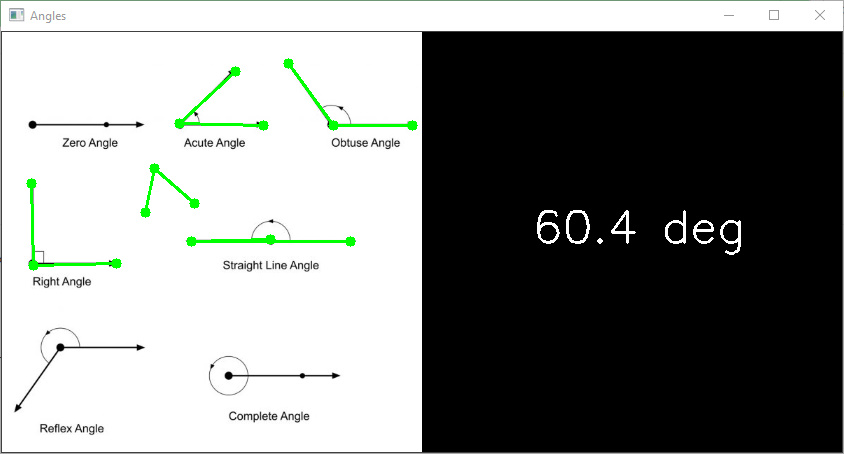 Angles
Zero Angle
Acute Angle
Obtuse Angle
Right Angle
Straight Line Angle
Reflex Angle
Complete Angle
60.4 deg